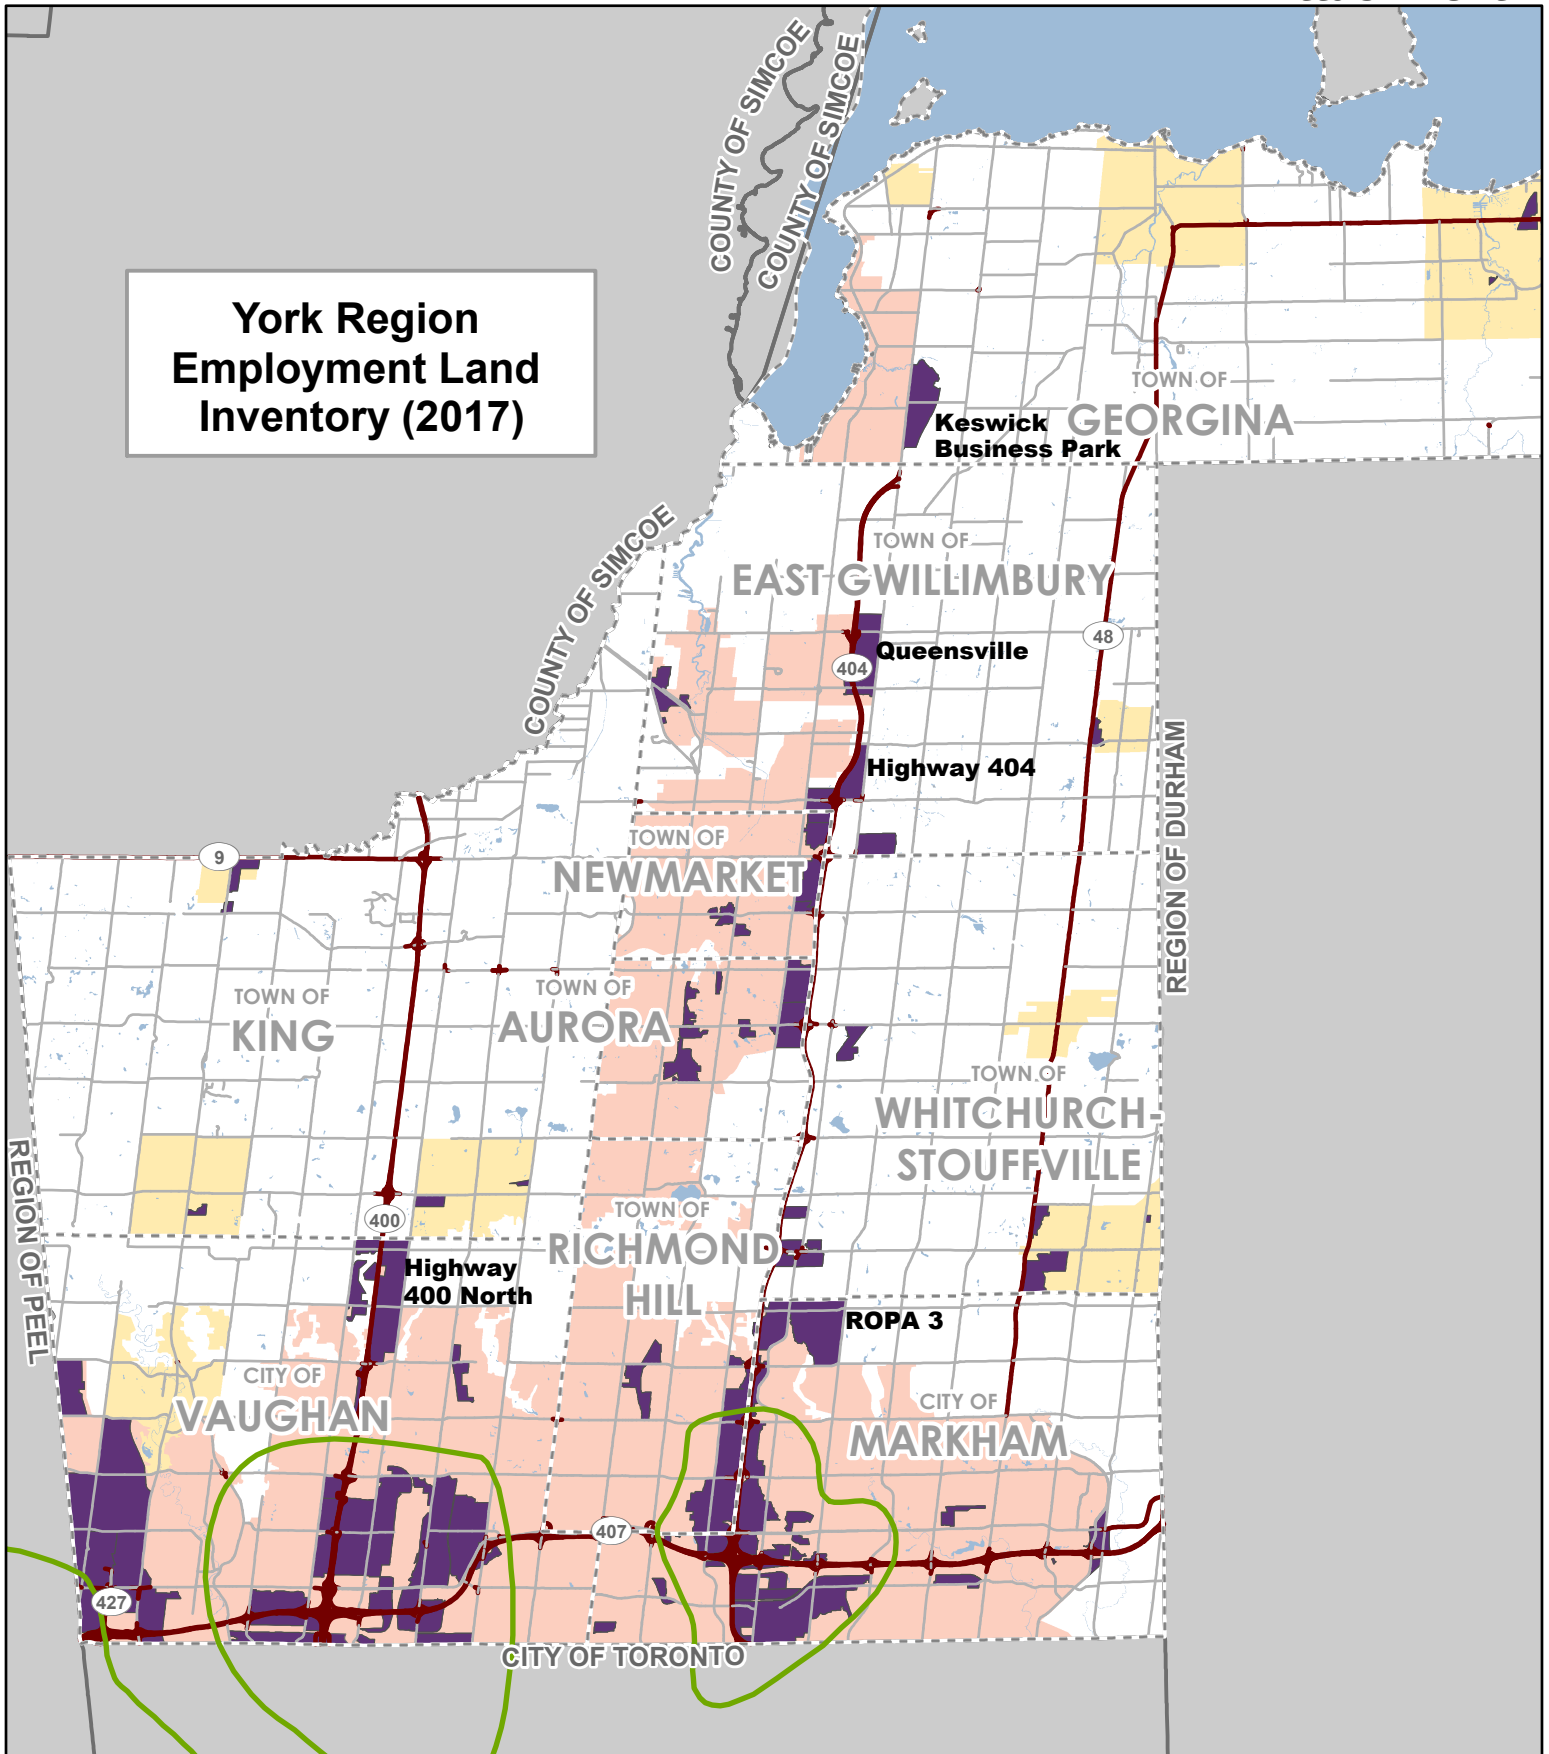 COUNTY OF SIMCOE
COUNTY OF SIMCOE
York Region
Employment Land
Inventory (2017)
TOWN OF
GEORGINA
Keswick
Business Park
COUNTY OF SIMCOE
TOWN OF
EAST GWILLIMBURY
48
Queensville
404
Highway 404
REGION OF DURHAM
TOWN OF
NEWMARKET
9
TOWN OF
KING
TOWN OF
AURORA
TOWN OF
WHITCHURCH-
STOUFFVILLE
REGION OF PEEL
400
TOWN OF
RICHMOND
HILL
Highway
400 North
ROPA 3
CITY OF
VAUGHAN
CITY OF
MARKHAM
407
427
CITY OF TORONTO